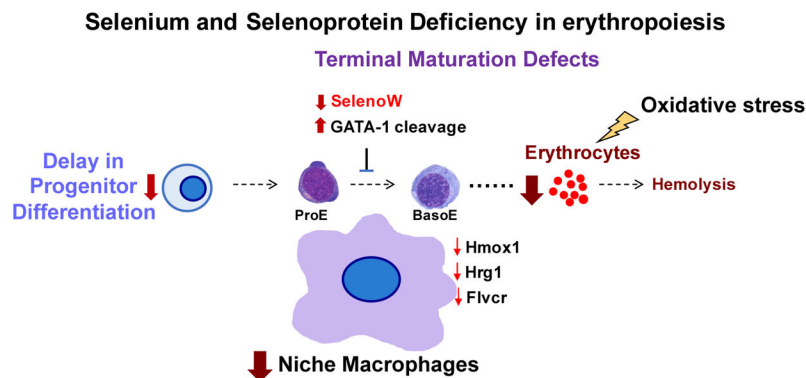 Selenium and Selenoprotein Deficiency in erythropoiesis
Terminal Maturation Defects
SelenoW
GATA-1 cleavage
Oxidative stress
Delay in
Progenitor
Differentiation
ProE
BasoE
Erythrocytes
Hemolysis
Hmox1
Hrg1
Flvcr
Niche Macrophages